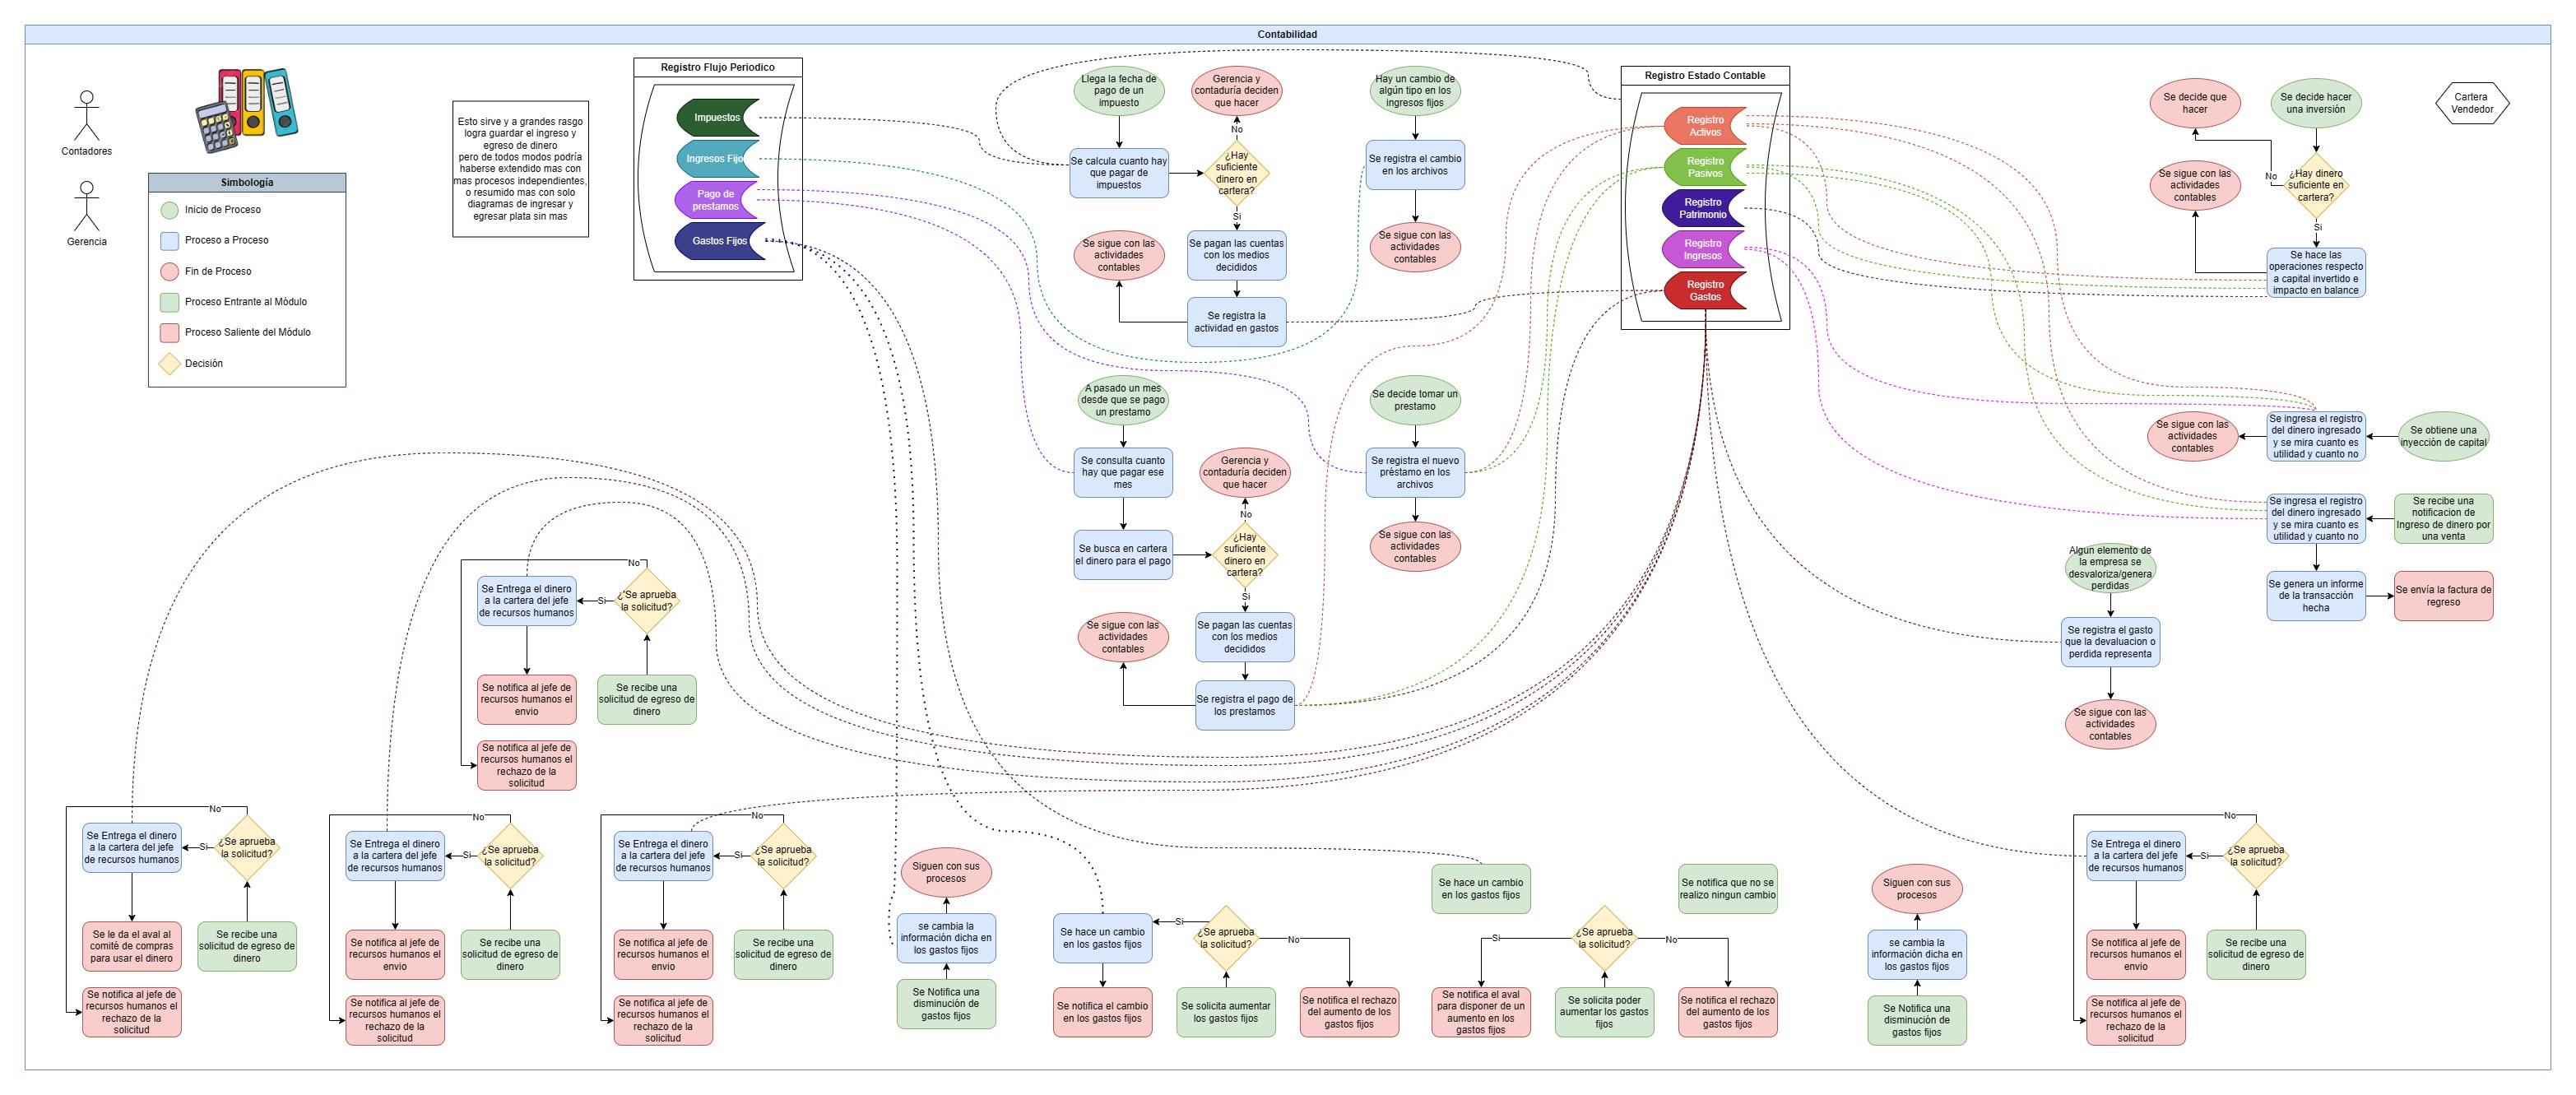 Contabilidad
Contadores
Gerencia
Simbología
Inicio de Proceso
Proceso a Proceso
Fin de Proceso
Proceso Entrante al Módulo
Proceso Saliente del Módulo
Decisión
Esto sirve y a grandes rasgo
logra guardar el ingreso y
egreso de dinero
pero de todos modos podría
haberse extendido mas con
mas procesos independientes,
o resumido mas con solo
diagramas de ingresar y
egresar plata sin mas
Registro Flujo Periodico
Impuestos
Ingresos Fijo
Pago de
prestamos
Gastos Fijos
Llega la fecha de
pago de un
impuesto
Se calcula cuanto hay
que pagar de
impuestos
Gerencia y
contaduría deciden
que hacer
No
¿Hay
suficiente
dinero en
cartera?
Si
Se pagan las cuentas
con los medios
decididos
Se registra la
actividad en gastos
Se sigue con las
actividades
contables
Hay un cambio de
algún tipo en los
ingresos fijos
Se registra el cambio
en los archivos
Se sigue con las
actividades
contables
Registro Estado Contable
Registro
Activos
Registro
Pasivos
Registro
Patrimonio
Registro
Ingresos
Registro
Gastos
Se decide que
hacer
Se decide hacer
una inversión
Cartera
Vendedor
No
¿Hay dinero
suficiente en
cartera?
Si
Se sigue con las
actividades
contables
Se hace las
operaciones respecto
a capital invertido e
impacto en balance
A pasado un mes
desde que se pago
un prestamo
Se consulta cuanto
hay que pagar ese
mes
Se busca en cartera
el dinero para el pago
Gerencia y
contaduría deciden
que hacer
No
¿Hay
suficiente
dinero en
cartera?
Si
Se pagan las cuentas
con los medios
decididos
Se registra el pago de
los prestamos
Se sigue con las
actividades
contables
Se decide tomar un
prestamo
Se registra el nuevo
préstamo en los
archivos
Se sigue con las
actividades
contables
Se sigue con las
actividades
contables
Se ingresa el registro
del dinero ingresado
y se mira cuanto es
utilidad y cuanto no
Se obtiene una
inyección de capital
Se ingresa el registro
del dinero ingresado
y se mira cuanto es
utilidad y cuanto no
Se recibe una
notificacion de
Ingreso de dinero por
una venta
Se genera un informe
de la transacción
hecha
Se envía la factura de
regreso
Algun elemento de
la empresa se
desvaloriza/genera
perdidas
Se registra el gasto
que la devaluacion o
perdida representa
Se sigue con las
actividades
contables
No
Se Entrega el dinero
a la cartera del jefe
de recursos humanos
Si
¿'Se aprueba
la solicitud?
Se notifica al jefe de
recursos humanos el
envio
Se recibe una
solicitud de egreso de
dinero
Se notifica al jefe de
recursos humanos el
rechazo de la
solicitud
No
Se Entrega el dinero
a la cartera del jefe
de recursos humanos
Si
¿Se aprueba
la solicitud?
Se le da el aval al
comité de compras
para usar el dinero
Se recibe una
solicitud de egreso de
dinero
Se notifica al jefe de
recursos humanos el
rechazo de la
solicitud
No
Se Entrega el dinero
a la cartera del jefe
de recursos humanos
Si
¿Se aprueba
la solicitud?
Se notifica al jefe de
recursos humanos el
envio
Se recibe una
solicitud de egreso de
dinero
Se notifica al jefe de
recursos humanos el
rechazo de la
solicitud
No
Se Entrega el dinero
a la cartera del jefe
de recursos humanos
Si
¿Se aprueba
la solicitud?
Se notifica al jefe de
recursos humanos el
envio
Se recibe una
solicitud de egreso de
dinero
Se notifica al jefe de
recursos humanos el
rechazo de la
solicitud
Siguen con sus
procesos
se cambia la
información dicha en
los gastos fijos
Se Notifica una
disminución de
gastos fijos
Se hace un cambio
en los gastos fijos
Si
¿Se aprueba
la solicitud?
No
Se notifica el cambio
en los gastos fijos
Se solicita aumentar
los gastos fijos
Se notifica el rechazo
del aumento de los
gastos fijos
Se hace un cambio
en los gastos fijos
Se notifica que no se
realizo ningun cambio
Si
¿Se aprueba
la solicitud?
No
Se notifica el aval
para disponer de un
aumento en los
gastos fijos
Se solicita poder
aumentar los gastos
fijos
Se notifica el rechazo
del aumento de los
gastos fijos
Siguen con sus
procesos
se cambia la
información dicha en
los gastos fijos
Se Notifica una
disminución de
gastos fijos
No
Se Entrega el dinero
a la cartera del jefe
de recursos humanos
Si
¿Se aprueba
la solicitud?
Se notifica al jefe de
recursos humanos el
envio
Se recibe una
solicitud de egreso de
dinero
Se notifica al jefe de
recursos humanos el
rechazo de la
solicitud